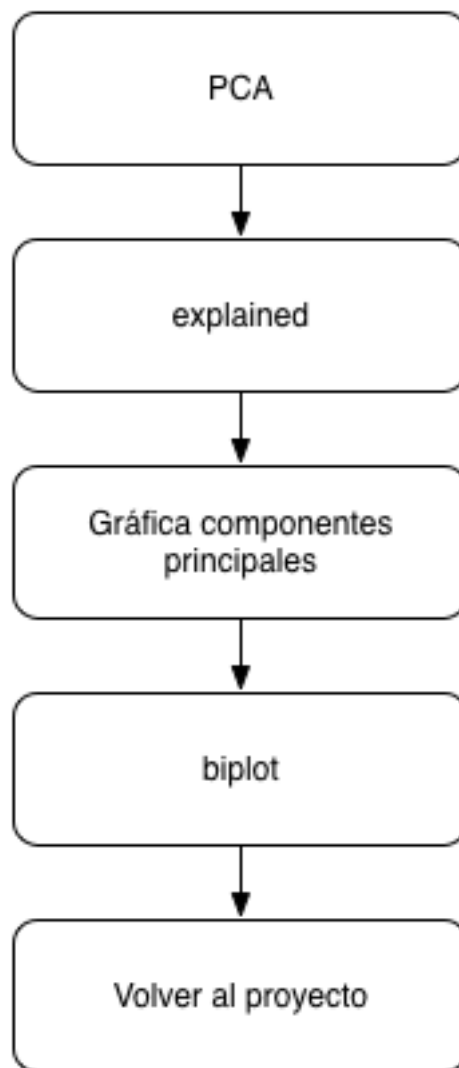 PCA
explained
Gráfica componentes
principales
biplot
Volver al proyecto